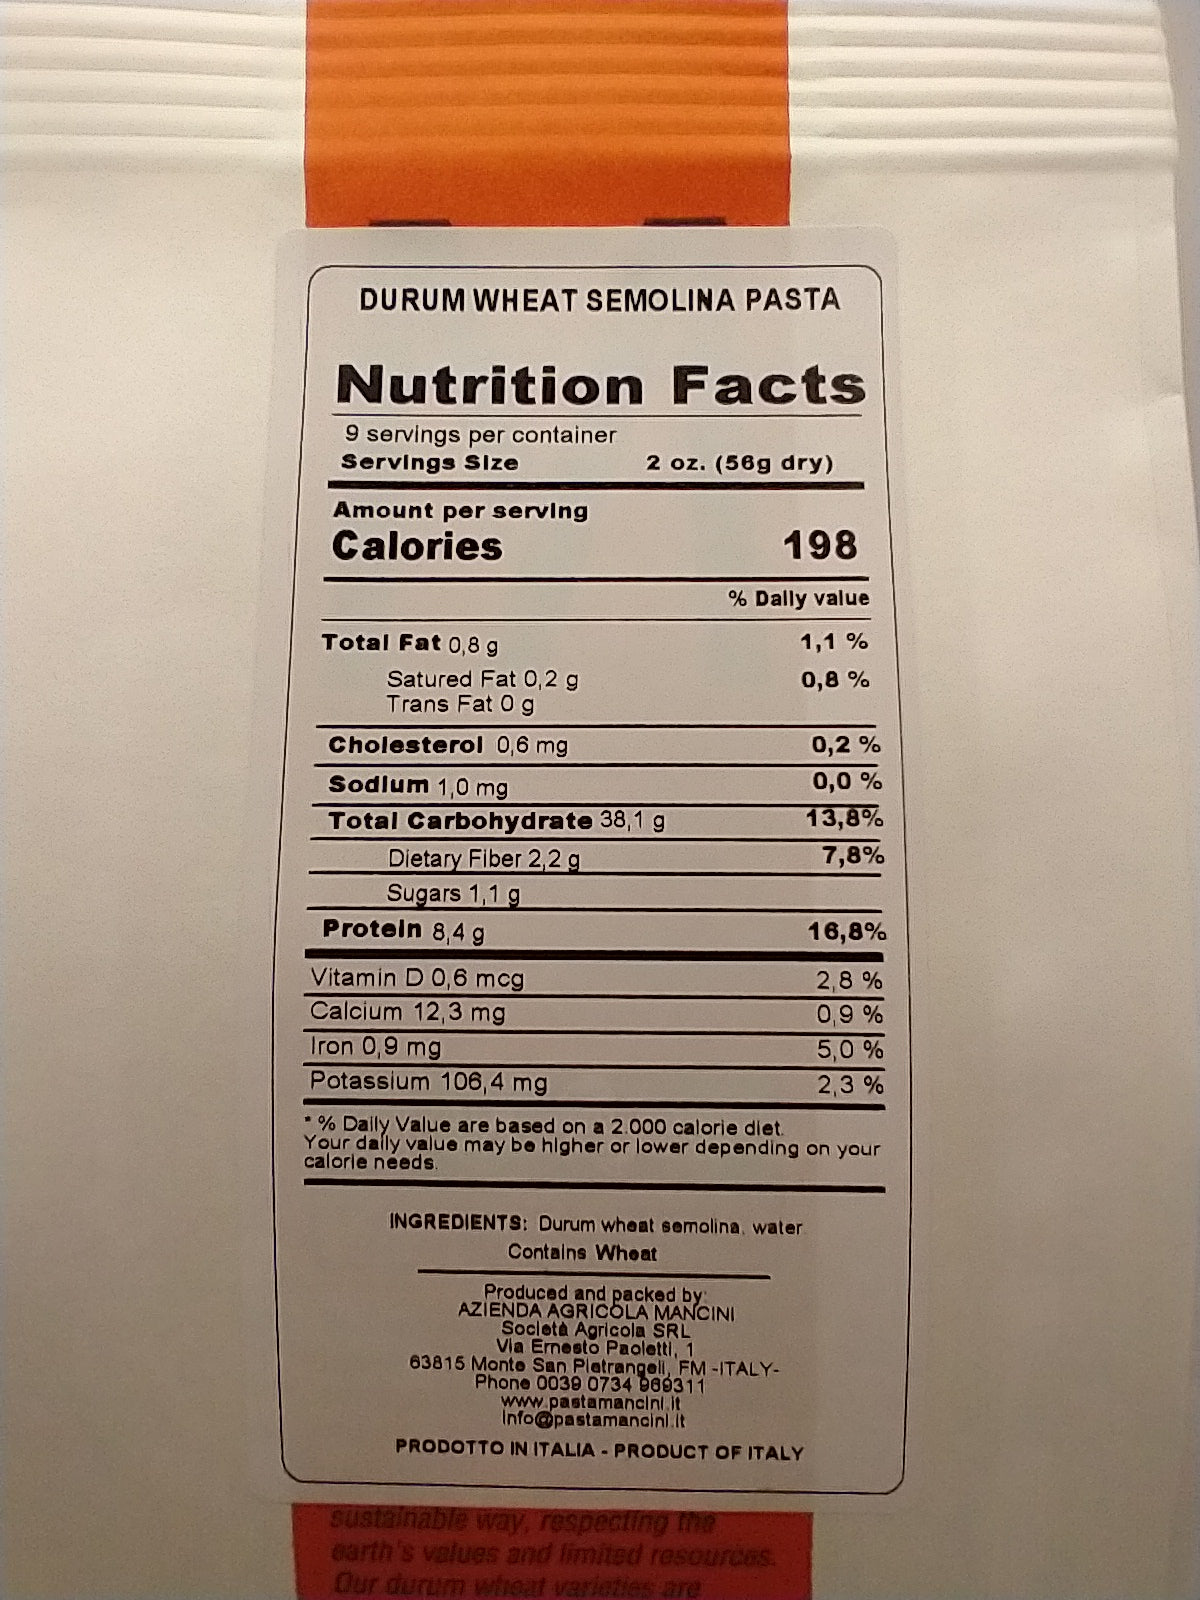 DURUM WHEAT SEMOLINA PASTA
Nutrition Facts
9 servings per container
Servings Size 2 oz. (56g dry)
Amount per serving
Calories 198
% Daily value
Total Fat 0,8 g 1,1 %
Satured Fat 0,2 g 0,8 %
Trans Fat 0 g
Cholesterol 0,6 mg 0,2 %
Sodium 1,0 mg 0,0 %
Total Carbohydrate 38,1 g 13,8%
Dietary Fiber 2,2 g 7,8%
Sugars 1,1 g
Protein 8,4 g 16,8%
Vitamin D 0,6 mcg 2,8 %
Calcium 12,3 mg 0,9 %
Iron 0,9 mg 5,0 %
Potassium 106,4 mg 2,3 %
* % Daily Value are based on a 2.000 calorie diet.
Your daily value may be higher or lower depending on your
calorie needs.
INGREDIENTS: Durum wheat semolina, water
Contains Wheat
Produced and packed by:
AZIENDA AGRICOLA MANCINI
Società Agricola SRL
Via Ernesto Paoletti, 1
63815 Monte San Pietrangeli, FM -ITALY-
Phone 0039 0734 969311
www.pastamancini.it
info@pastamancini.it
PRODOTTO IN ITALIA - PRODUCT OF ITALY
sustainable way, respecting the
earth's values and limited resources.
Our durum wheat varieties are